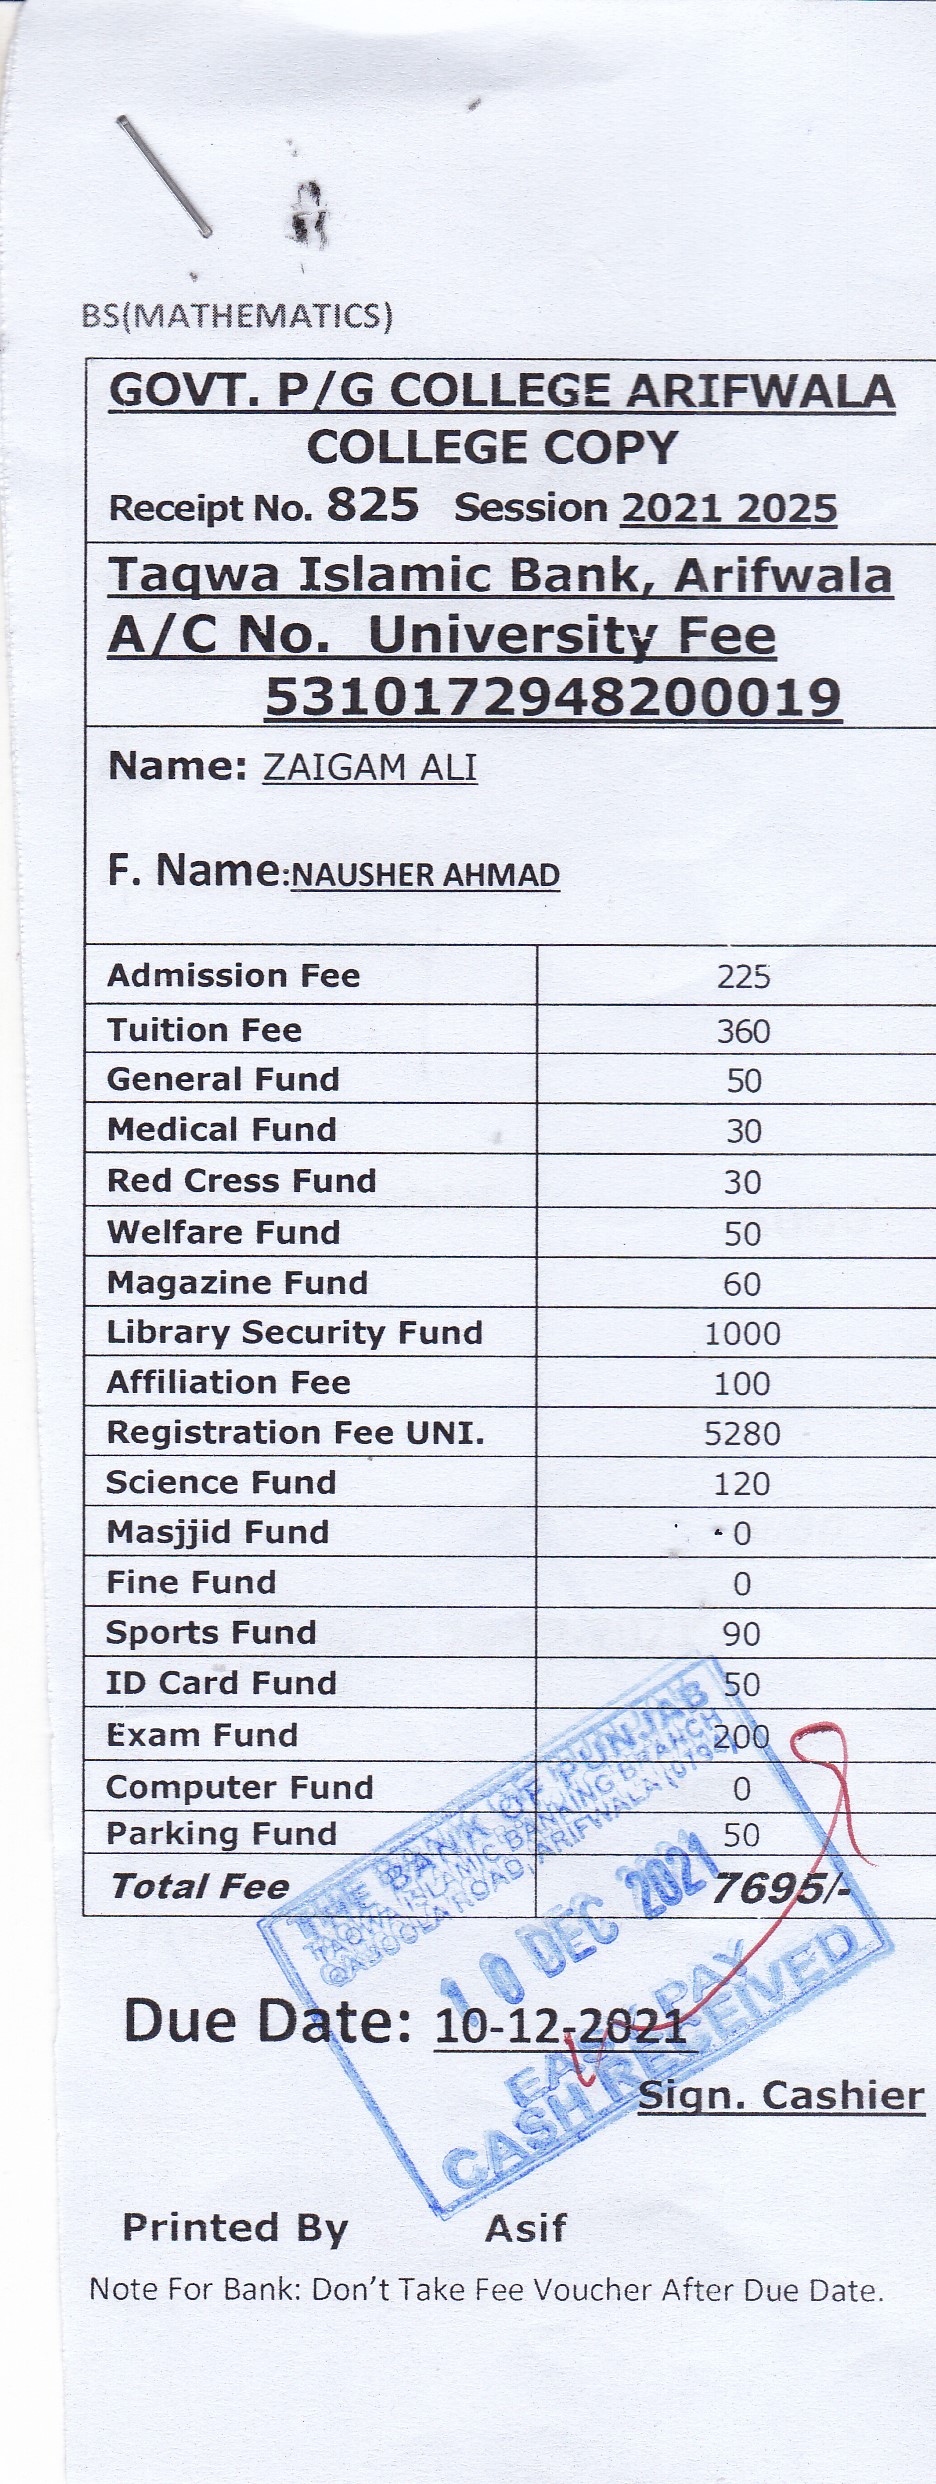 BS(MATHEMATICS)
GOVT. P/G COLLEGE ARIFWALA
COLLEGE COPY
Receipt No. 825 Session 2021 2025
Taqwa Islamic Bank, Arifwala
A/C No. University Fee
5310172948200019
Name: ZAIGAM ALI
F. Name:NAUSHER AHMAD
Admission Fee 225
Tuition Fee 360
General Fund 50
Medical Fund 30
Red Cress Fund 30
Welfare Fund 50
Magazine Fund 60
Library Security Fund 1000
Affiliation Fee 100
Registration Fee UNI. 5280
Science Fund 120
Masjjid Fund 0
Fine Fund 0
Sports Fund 90
ID Card Fund 50
Exam Fund 200
Computer Fund 0
Parking Fund 50
Total Fee 7695/-
THE BANK OF PUNJAB
TAQWA ISLAMIC BANKING BRANCH
ROAD, ARIFWALA
10 DEC 2021
PAY
CASH RECEIVED
Due Date: 10-12-2021
Sign. Cashier
Printed By Asif
Note For Bank: Don't Take Fee Voucher After Due Date.